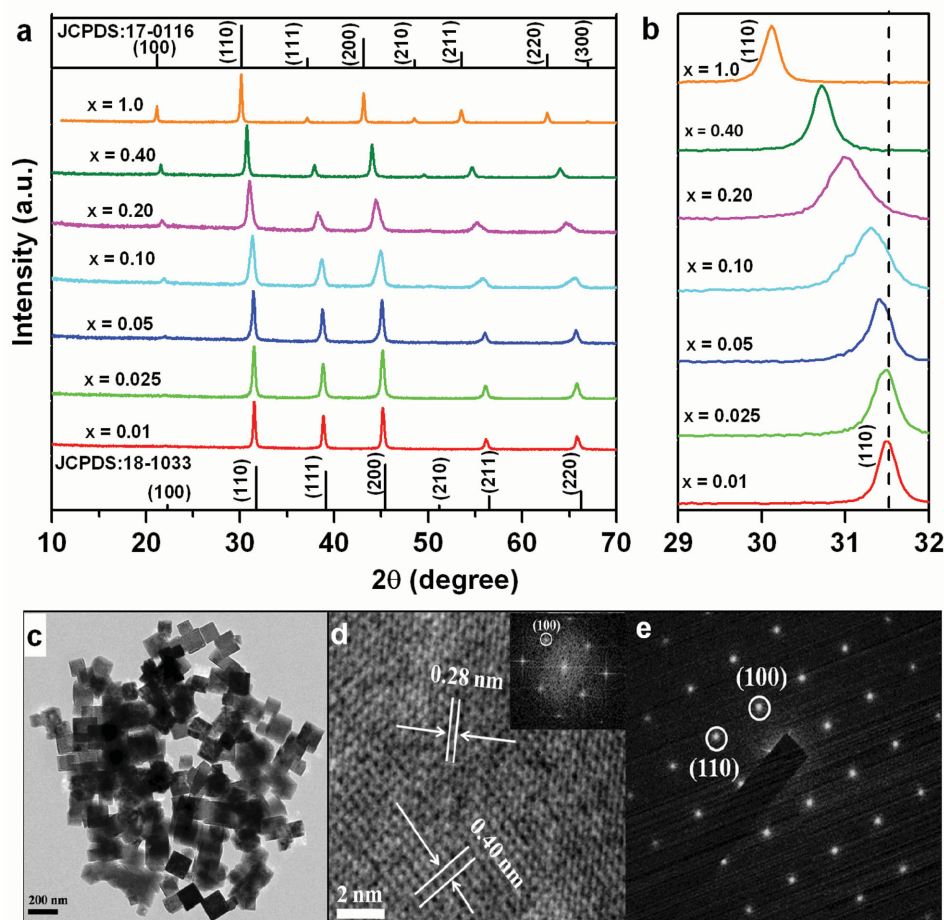 a
JCPDS:17-0116
(100)
(110)
(111)
(200)
(210)
(211)
(220)
(300)
x = 1.0
x = 0.40
x = 0.20
x = 0.10
x = 0.05
x = 0.025
x = 0.01
JCPDS:18-1033
(100)
(110)
(111)
(200)
(210)
(211)
(220)
Intensity (a.u.)
10 20 30 40 50 60 70
2θ (degree)
b
(110)
x = 1.0
x = 0.40
x = 0.20
x = 0.10
x = 0.05
x = 0.025
(110)
x = 0.01
29 30 31 32
c
200 nm
d
(100)
0.28 nm
0.40 nm
2 nm
e
(100)
(110)